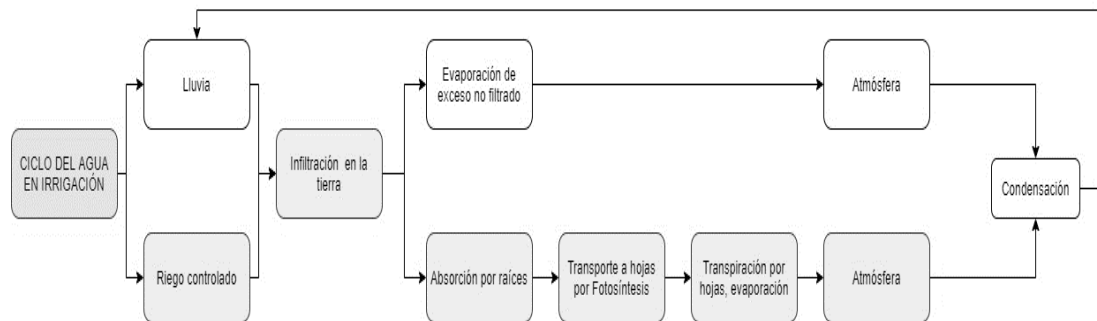 CICLO DEL AGUA
EN IRRIGACIÓN
Lluvia
Riego controlado
Infiltración en la
tierra
Evaporación de
exceso no filtrado
Atmósfera
Absorción por raíces
Transporte a hojas
por Fotosíntesis
Transpiración por
hojas, evaporación
Atmósfera
Condensación